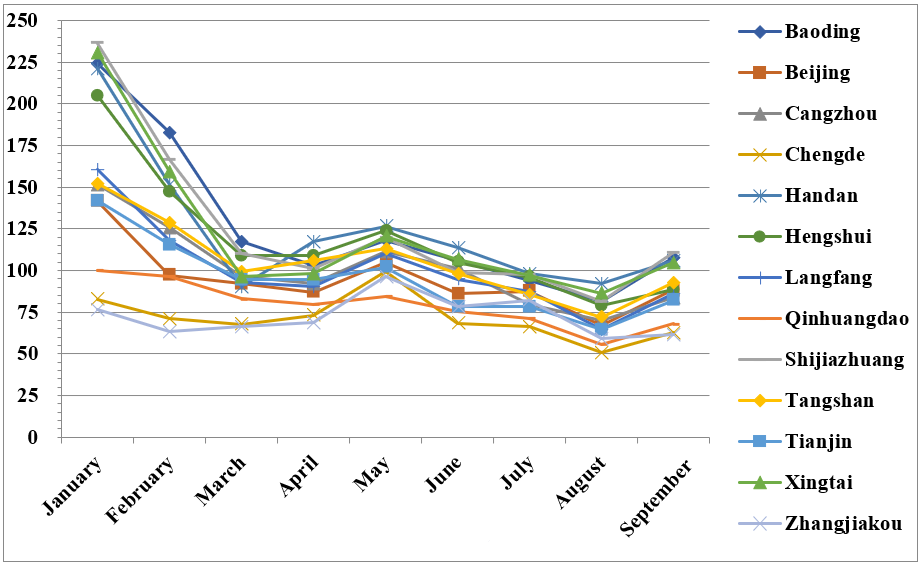 250
225
200
175
150
125
100
75
50
25
0
January
February
March
April
May
June
July
August
September
Baoding
Beijing
Cangzhou
Chengde
Handan
Hengshui
Langfang
Qinhuangdao
Shijiazhuang
Tangshan
Tianjin
Xingtai
Zhangjiakou